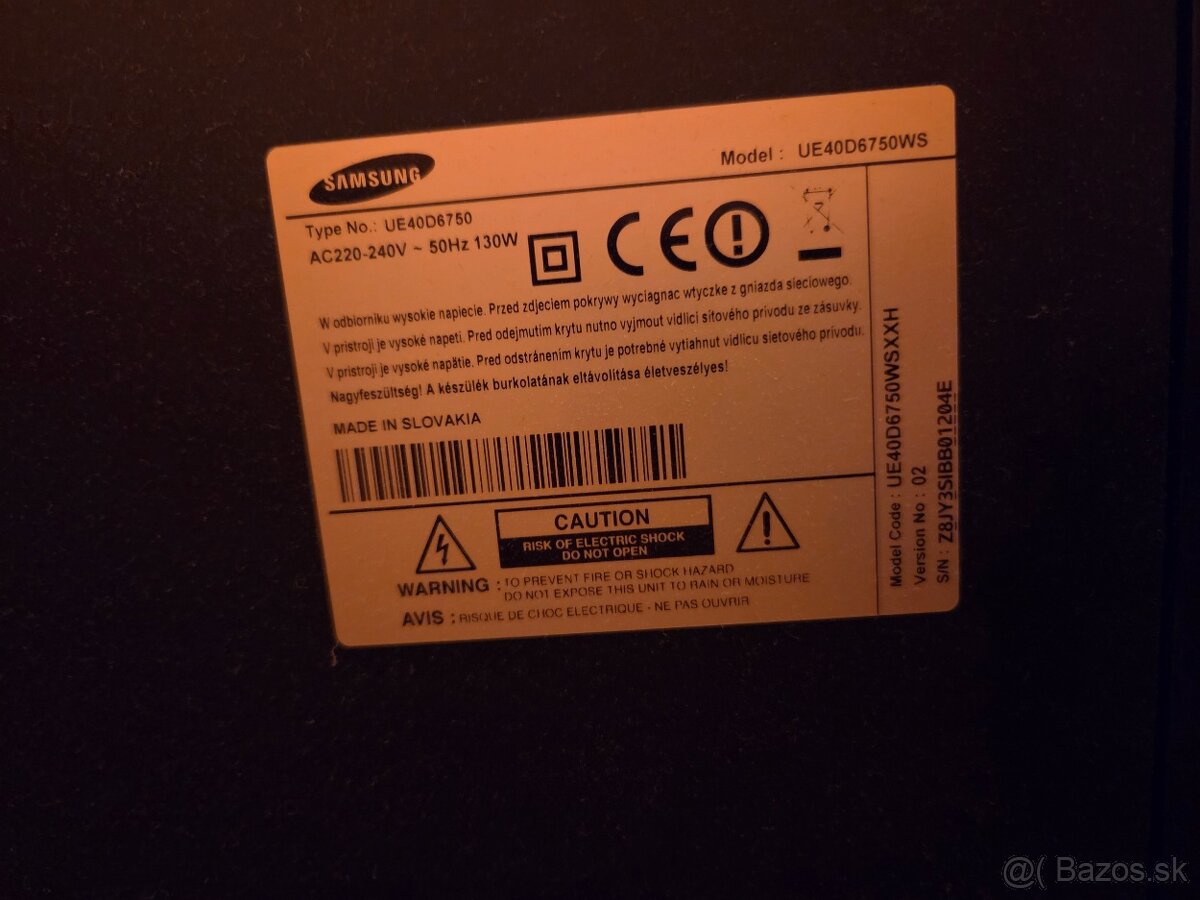 SAMSUNG
Model : UE40D6750WS
Type No.: UE40D6750
AC220-240V ~ 50Hz 130W
W odbiorniku wysokie napiecie. Przed zdjeciem pokrywy wyciagnac wtyczke z gniazda sieciowego.
V pristroji je vysoké napeti. Pred odejmutim krytu nutno vyjmout vidlici sítového prívodu ze zásuvky.
V pristroji je vysoké napätie. Pred odstránením krytu je potrebné vytiahnut vidlicu sietového prívodu.
Nagyfeszültség! A készülék burkolatának eltávolítása életveszélyes!
MADE IN SLOVAKIA
CAUTION
RISK OF ELECTRIC SHOCK
DO NOT OPEN
WARNING : TO PREVENT FIRE OR SHOCK HAZARD
DO NOT EXPOSE THIS UNIT TO RAIN OR MOISTURE
AVIS : RISQUE DE CHOC ELECTRIQUE - NE PAS OUVRIR
Model Code : UE40D6750WSXXH
Version No : 02
S/N : Z8JY3SIBB01204E
@( Bazos.sk